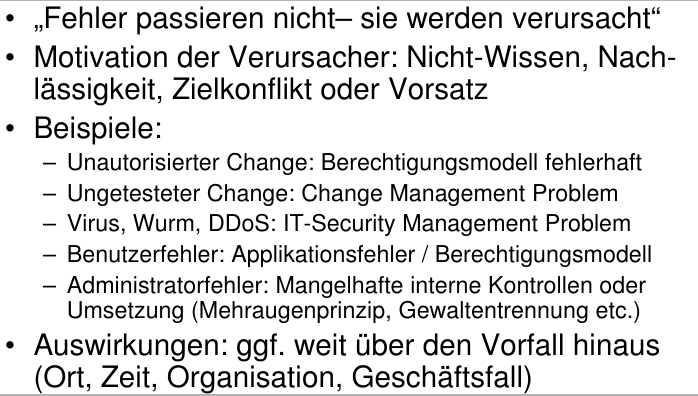 • „Fehler passieren nicht– sie werden verursacht“
• Motivation der Verursacher: Nicht-Wissen, Nach-
lässigkeit, Zielkonflikt oder Vorsatz
• Beispiele:
– Unautorisierter Change: Berechtigungsmodell fehlerhaft
– Ungetesteter Change: Change Management Problem
– Virus, Wurm, DDoS: IT-Security Management Problem
– Benutzerfehler: Applikationsfehler / Berechtigungsmodell
– Administratorfehler: Mangelhafte interne Kontrollen oder
Umsetzung (Mehraugenprinzip, Gewaltentrennung etc.)
• Auswirkungen: ggf. weit über den Vorfall hinaus
(Ort, Zeit, Organisation, Geschäftsfall)